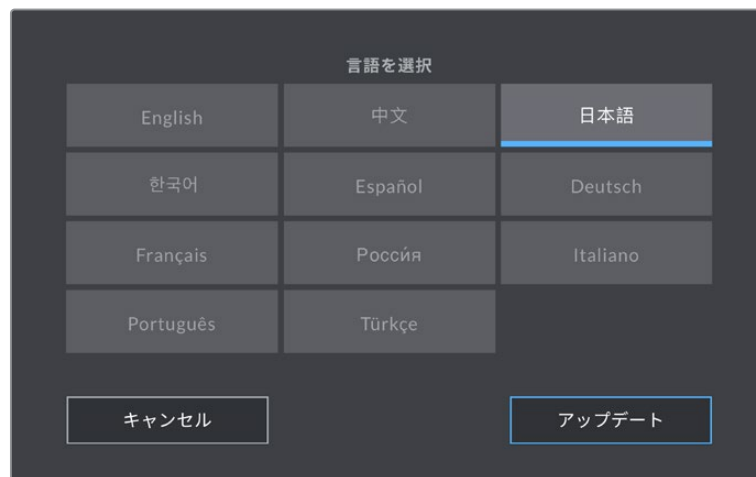 言語を選択
English 中文 日本語
한국어 Español Deutsch
Français Росси́я Italiano
Português Türkçe
キャンセル アップデート